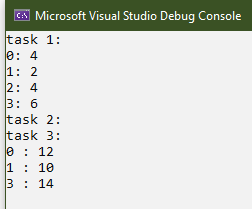 Microsoft Visual Studio Debug Console
task 1:
0: 4
1: 2
2: 4
3: 6
task 2:
task 3:
0 : 12
1 : 10
3 : 14